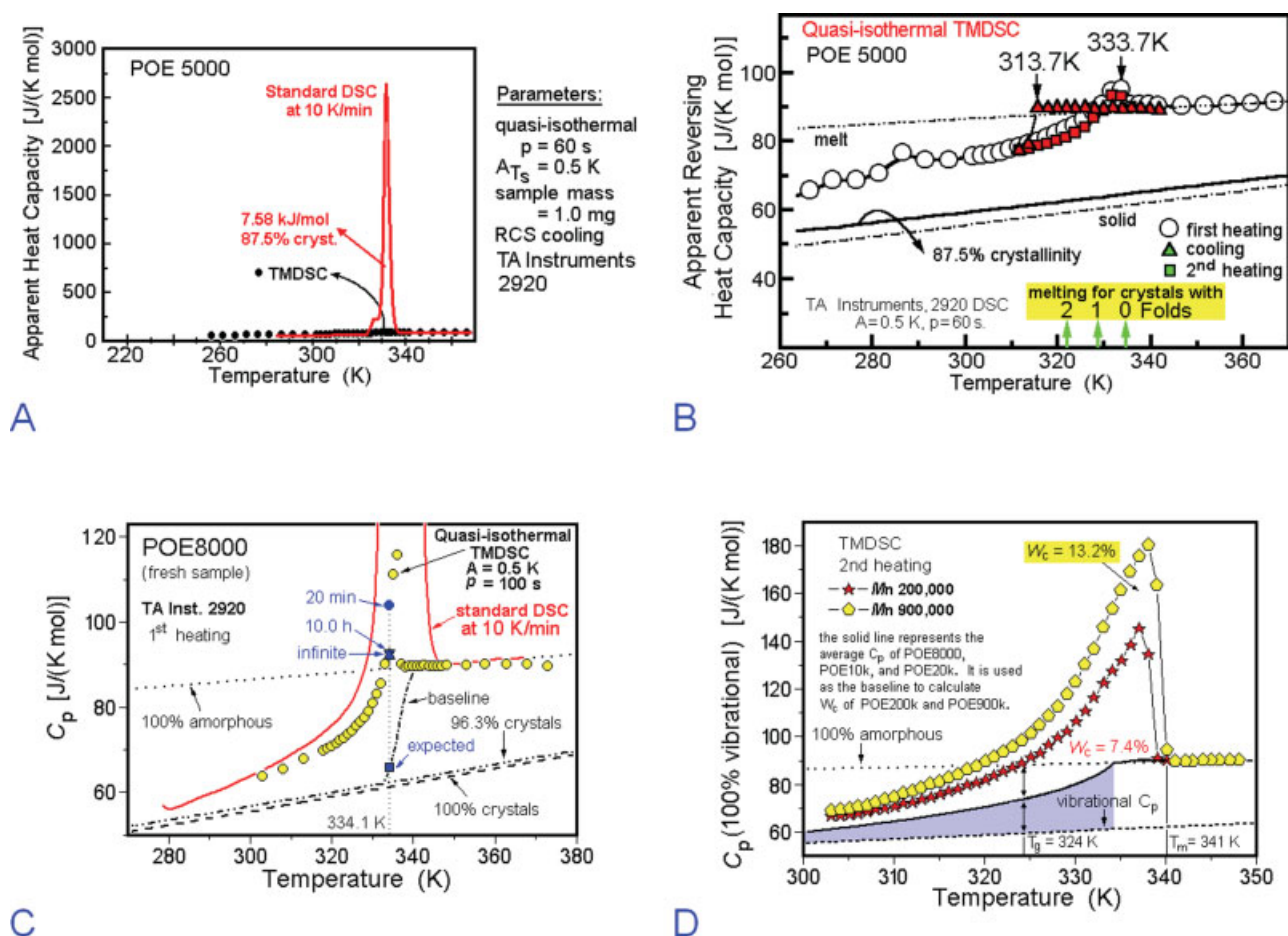 POE 5000
Standard DSC
at 10 K/min
7.58 kJ/mol
87.5% cryst.
TMDSC
Apparent Heat Capacity [J/(K mol)]
3000
2500
2000
1500
1000
750
500
250
0
220
260
300
340
Temperature (K)
Parameters:
quasi-isothermal
p = 60 s
A_Ts = 0.5 K
sample mass
= 1.0 mg
RCS cooling
TA Instruments
2920
A
Quasi-isothermal TMDSC
POE 5000
313.7K
333.7K
Apparent Reversing
Heat Capacity [J/(K mol)]
100
80
60
40
melt
solid
87.5% crystallinity
first heating
cooling
2nd heating
TA Instruments, 2920 DSC
A=0.5 K, p=60 s.
melting for crystals with
2 1 0 Folds
260 280 300 320 340 360
Temperature (K)
B
POE8000
(fresh sample)
TA Inst. 2920
1st heating
Quasi-isothermal
TMDSC
A = 0.5 K
p = 100 s
standard DSC
at 10 K/min
20 min
10.0 h
infinite
baseline
100% amorphous
96.3% crystals
expected
100% crystals
334.1 K
Cp [J/(K mol)]
120
100
80
60
280 300 320 340 360 380
Temperature (K)
C
TMDSC
2nd heating
Mn 200,000
Mn 900,000
Wc = 13.2%
the solid line represents the
average Cp of POE8000,
POE10k, and POE20k. It is used
as the baseline to calculate
Wc of POE200k and POE900k.
100% amorphous
Wc = 7.4%
vibrational Cp
Tg = 324 K
Tm = 341 K
Cp (100% vibrational) [J/(K mol)]
180
160
140
120
100
80
60
300 310 320 330 340 350
Temperature (K)
D